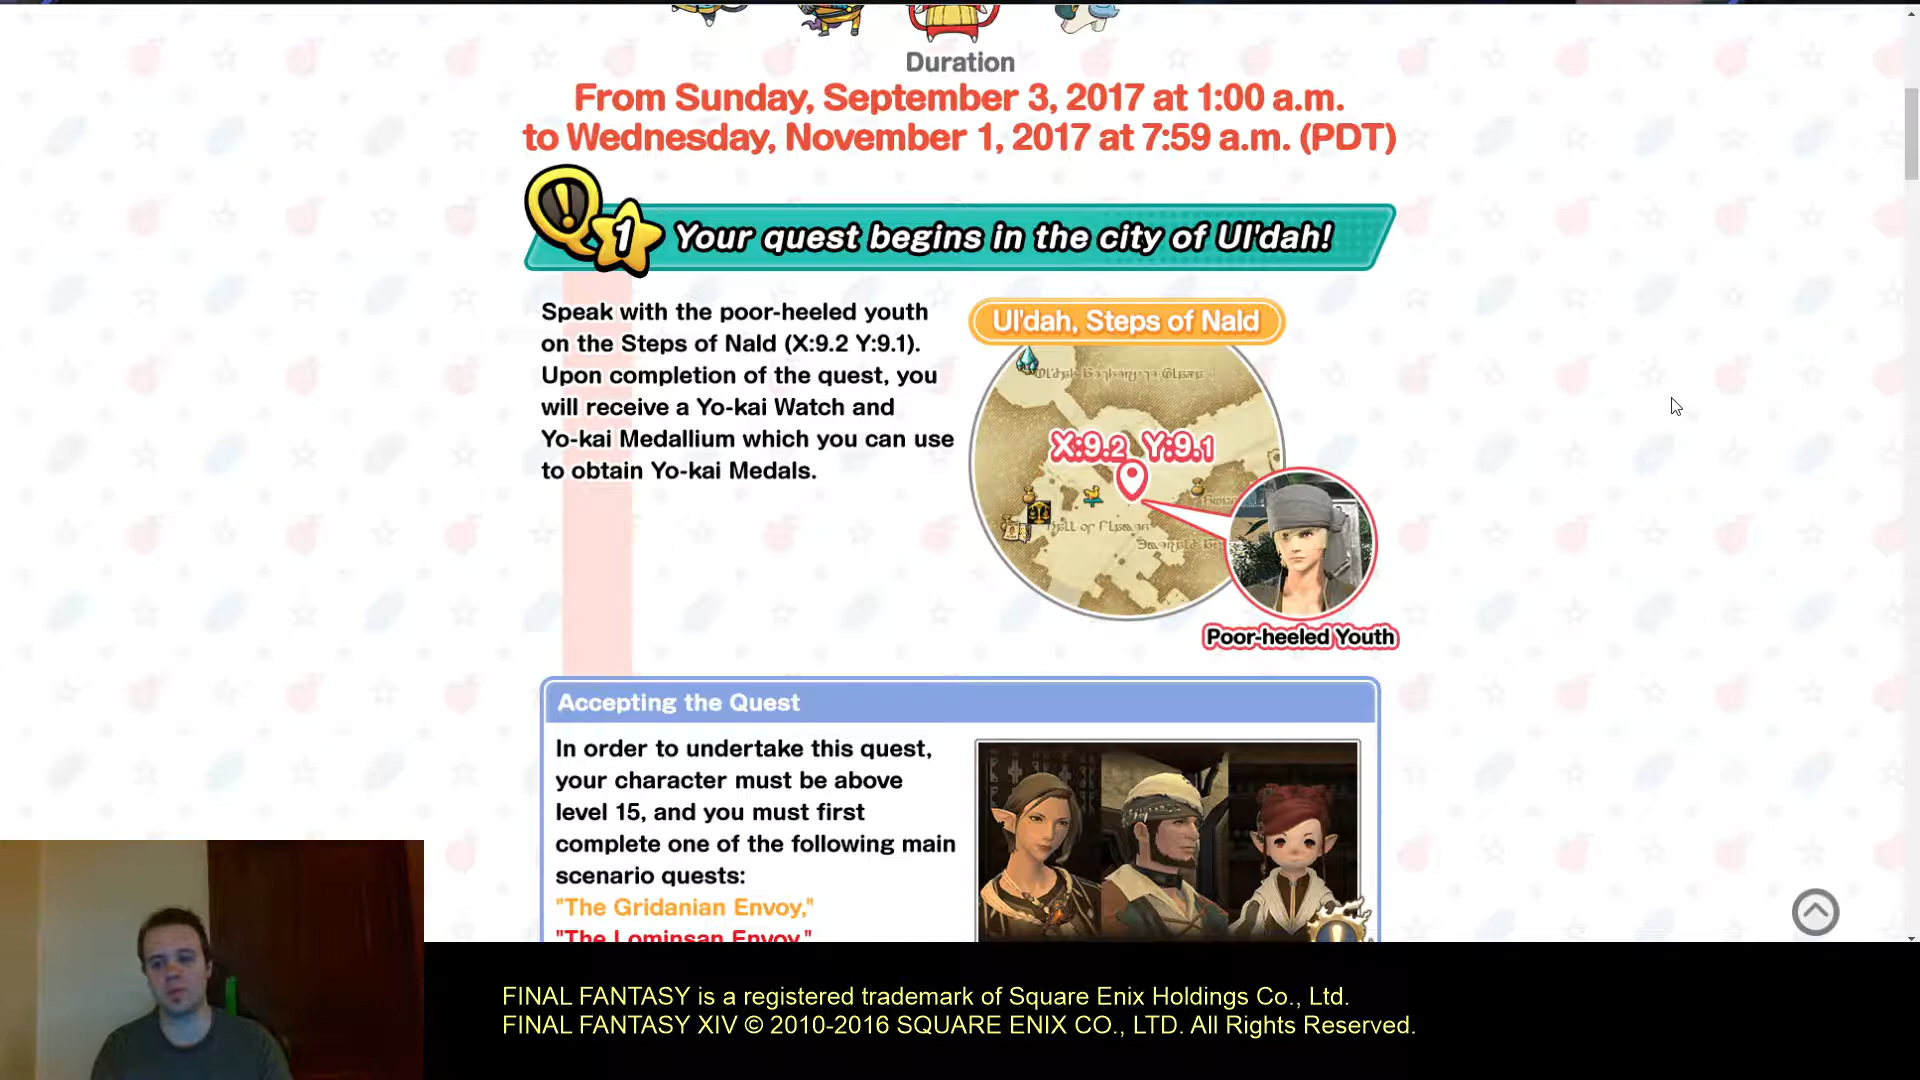 Duration
From Sunday, September 3, 2017 at 1:00 a.m.
to Wednesday, November 1, 2017 at 7:59 a.m. (PDT)
1 Your quest begins in the city of Ul'dah!
Speak with the poor-heeled youth
on the Steps of Nald (X:9.2 Y:9.1).
Upon completion of the quest, you
will receive a Yo-kai Watch and
Yo-kai Medallium which you can use
to obtain Yo-kai Medals.
Ul'dah, Steps of Nald
X:9.2 Y:9.1
Poor-heeled Youth
Accepting the Quest
In order to undertake this quest,
your character must be above
level 15, and you must first
complete one of the following main
scenario quests:
"The Gridanian Envoy,"
"The Lominsan Envoy,"
FINAL FANTASY is a registered trademark of Square Enix Holdings Co., Ltd.
FINAL FANTASY XIV © 2010-2016 SQUARE ENIX CO., LTD. All Rights Reserved.